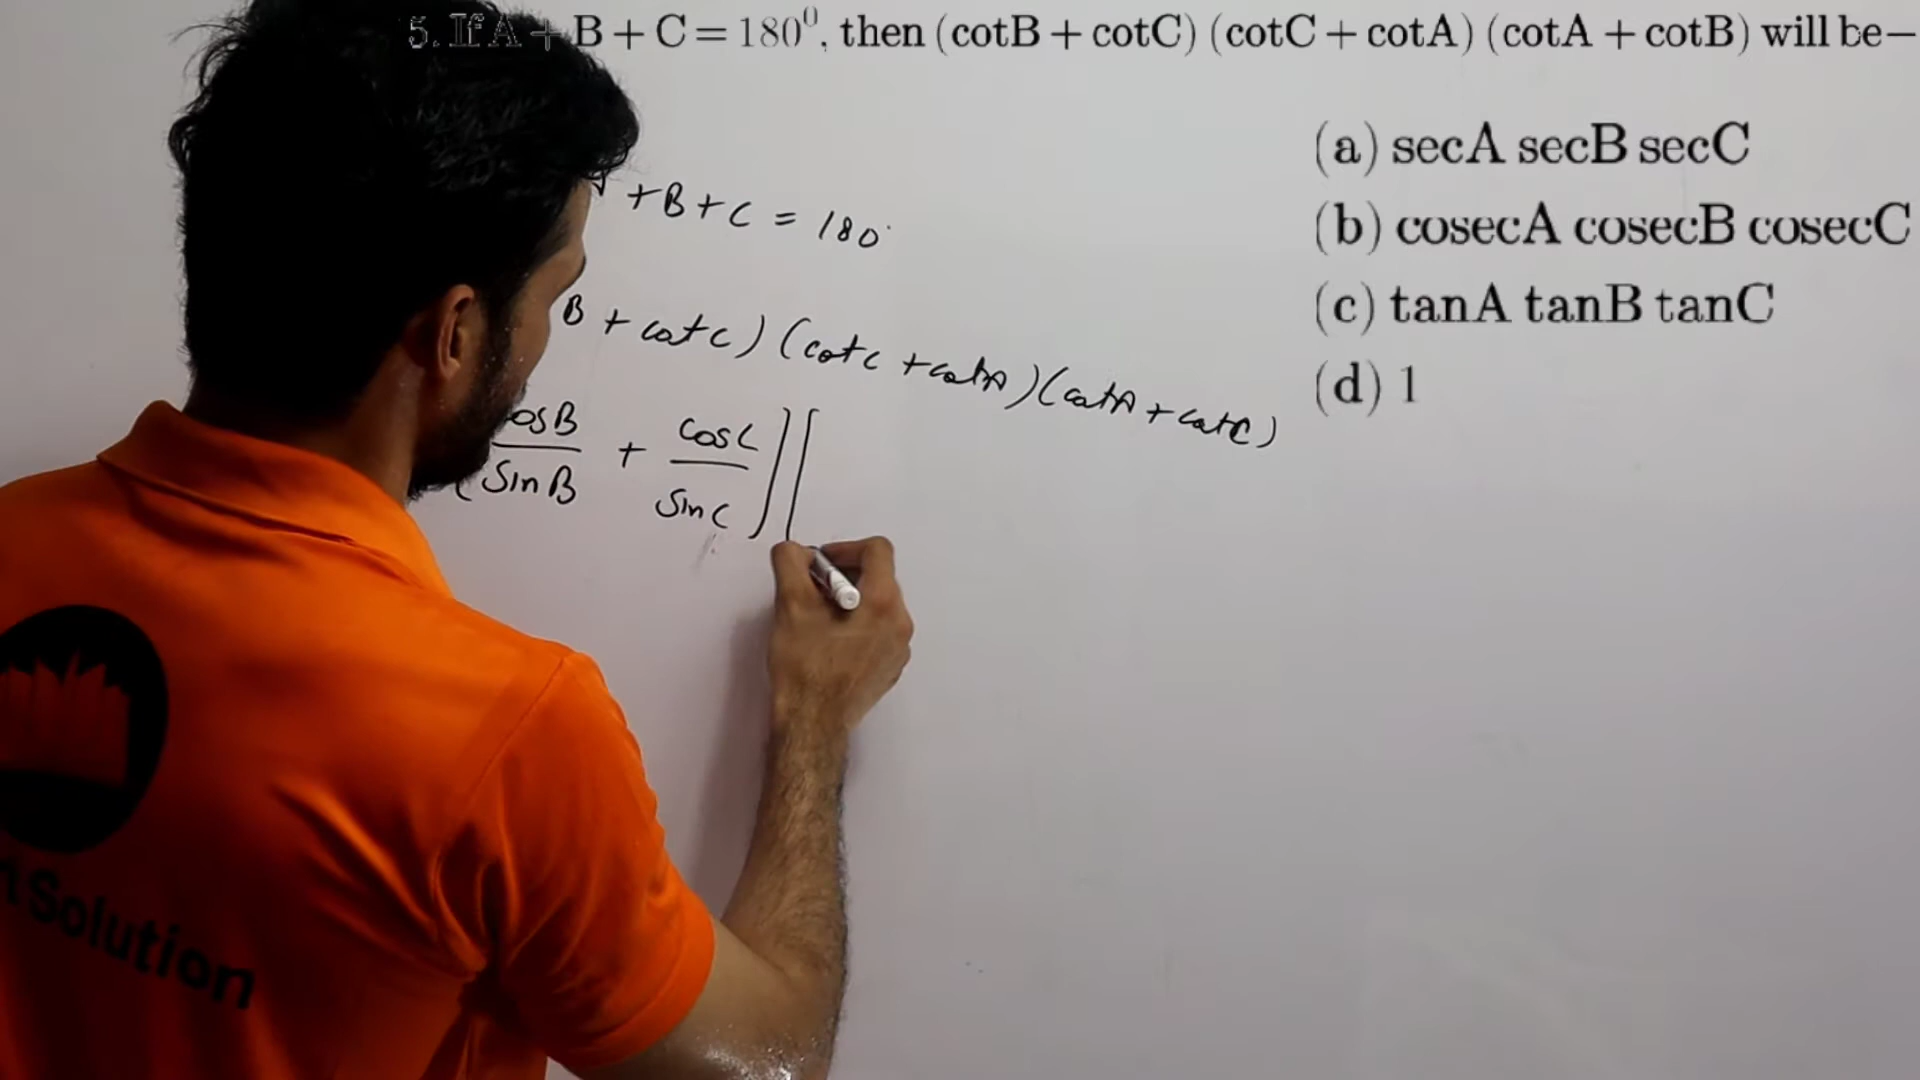 5. If A + B + C = 180⁰, then (cotB + cotC) (cotC + cotA) (cotA + cotB) will be−
(a) secA secB secC
(b) cosecA cosecB cosecC
(c) tanA tanB tanC
(d) 1
+ B + C = 180°
B + cotC) (cotC + cotA) (cotA + cotC)
cosB/SinB + cosC/SinC) (
Solution